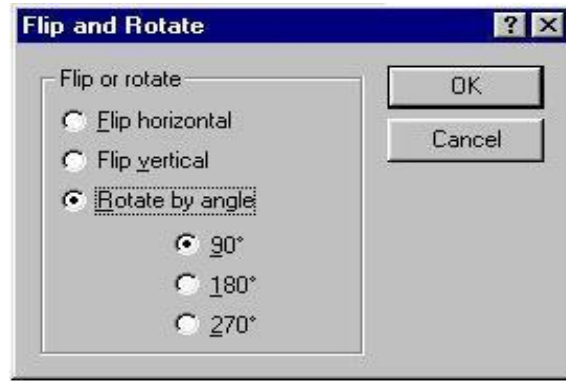 Flip and Rotate
Flip or rotate
Flip horizontal
Flip vertical
Rotate by angle
90°
180°
270°
OK
Cancel